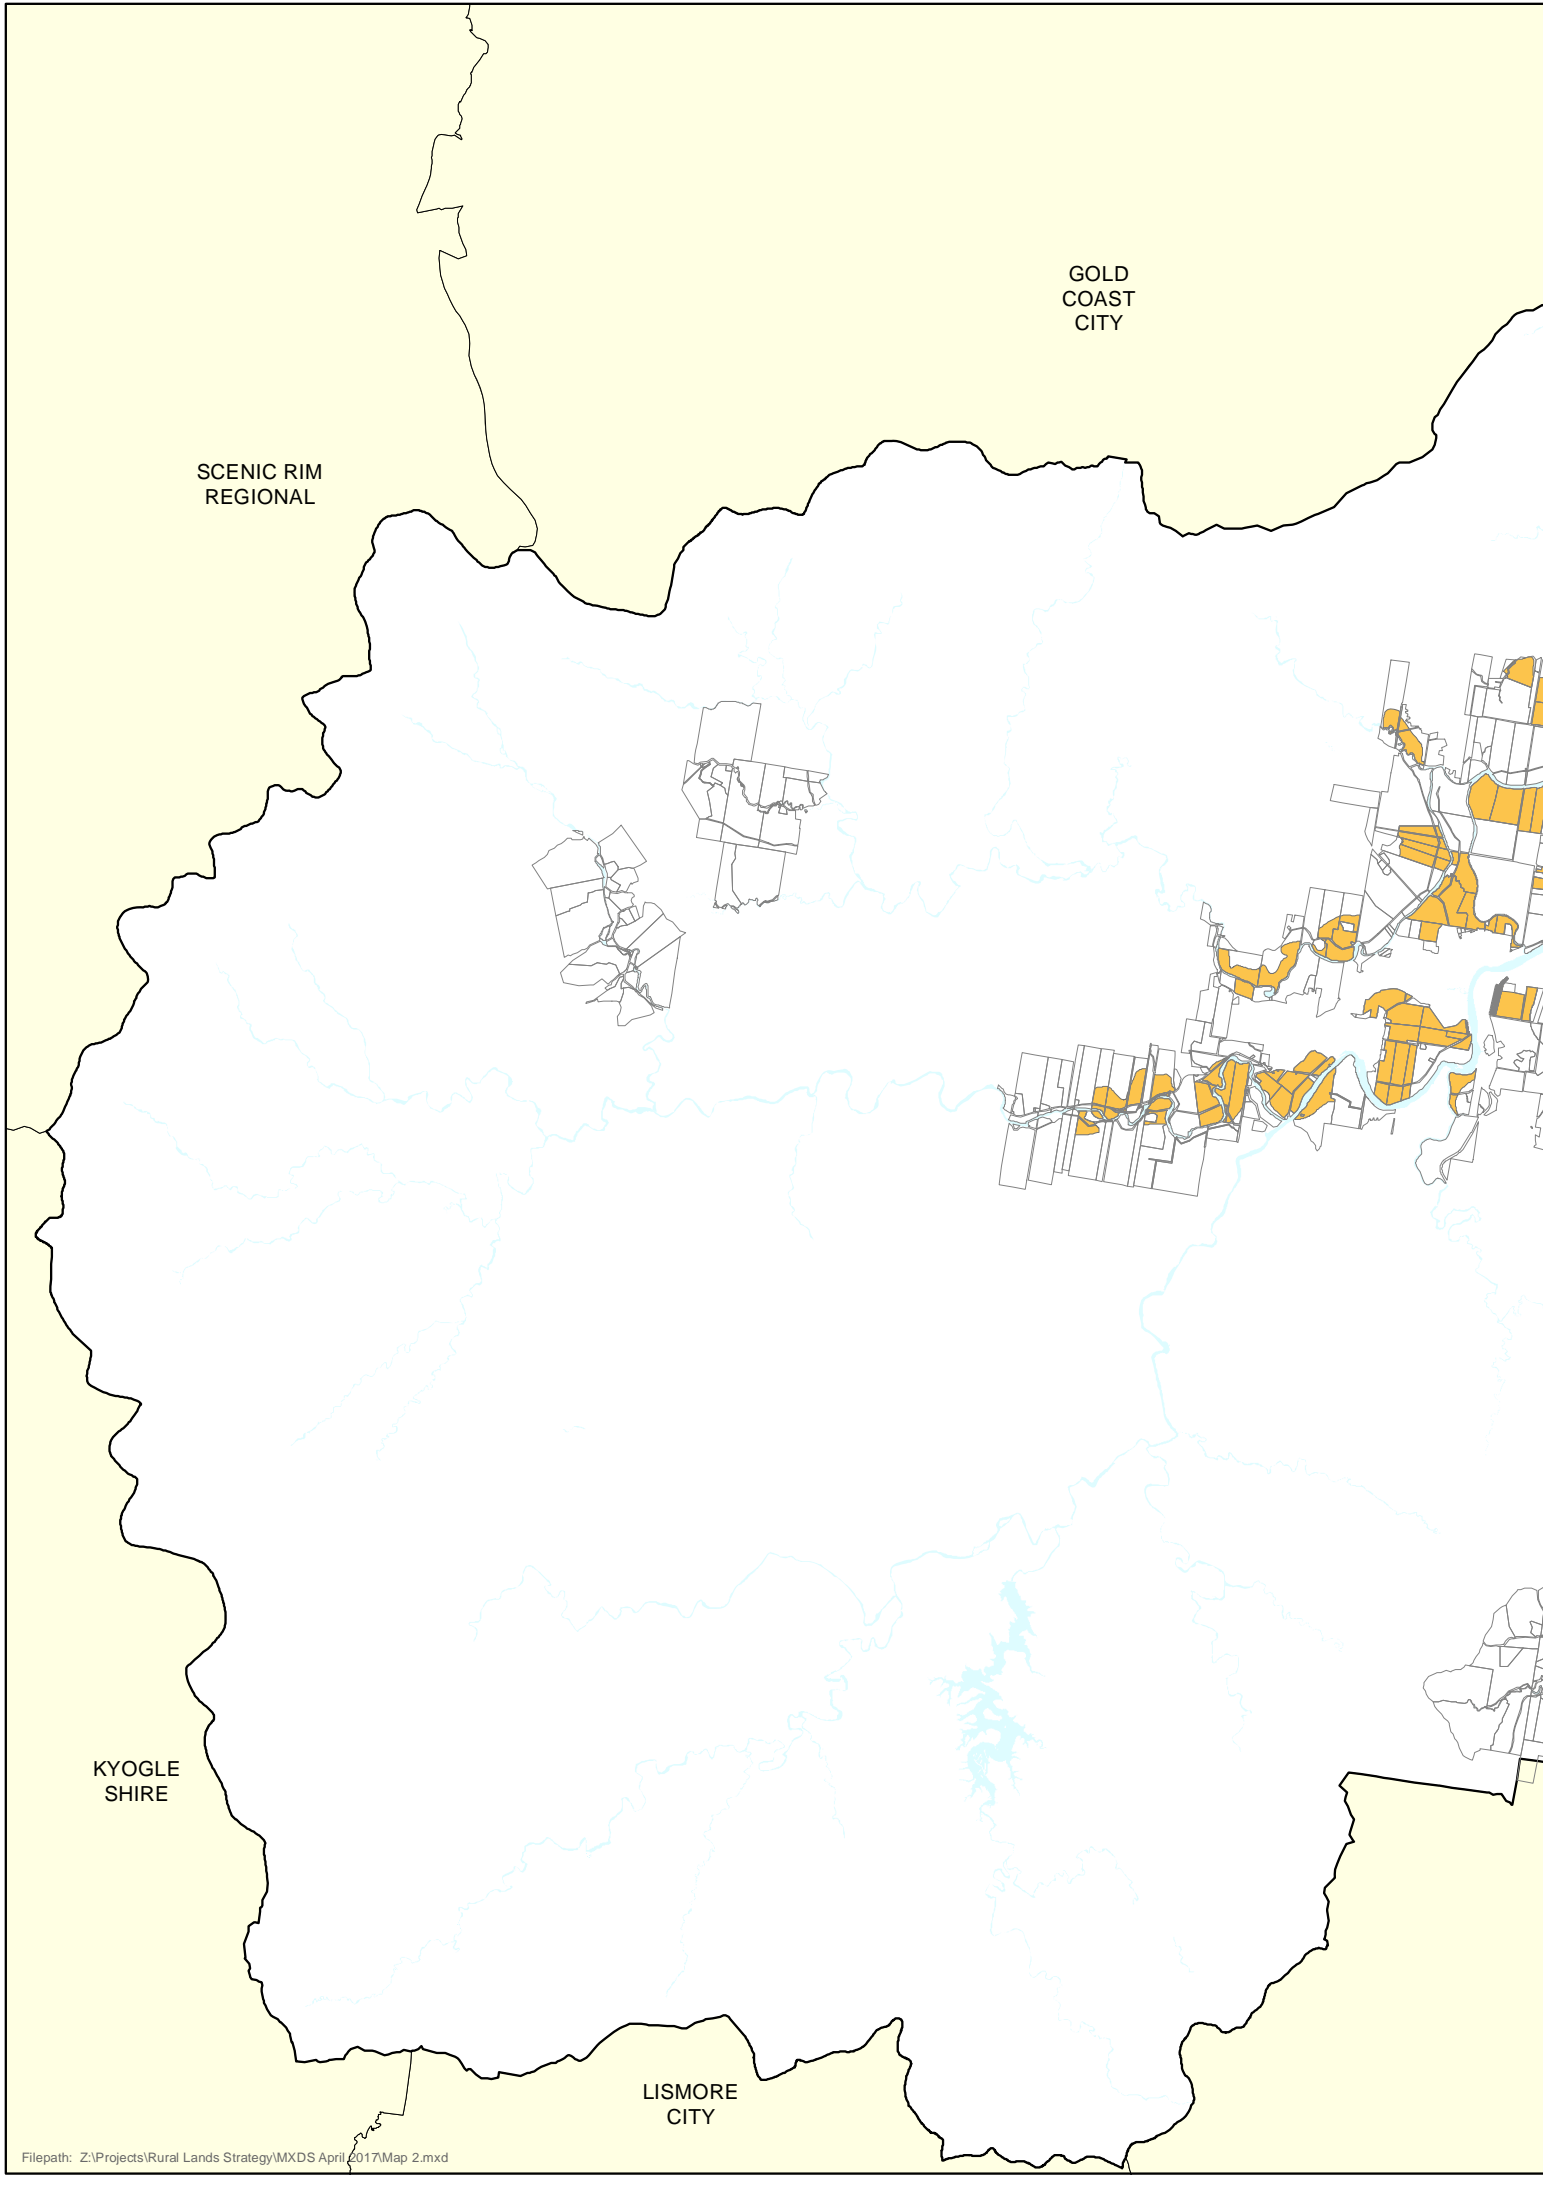 GOLD
COAST
CITY
SCENIC RIM
REGIONAL
KYOGLE
SHIRE
LISMORE
CITY
Filepath: Z:\Projects\Rural Lands Strategy\MXDS April 2017\Map 2.mxd